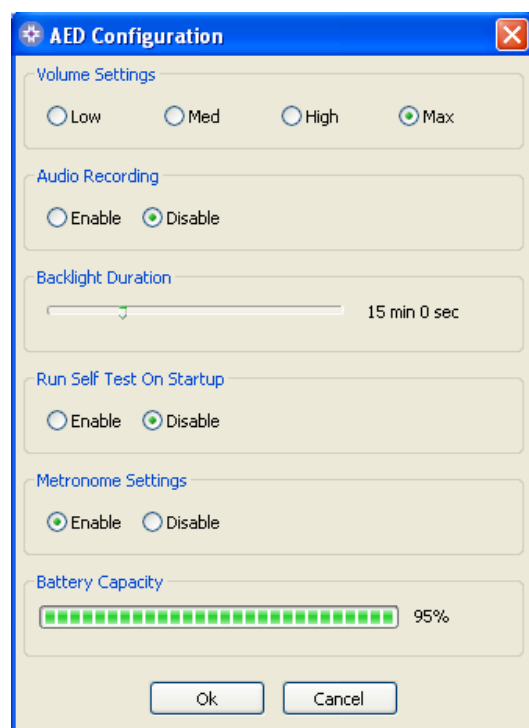 AED Configuration
Volume Settings
Low Med High Max
Audio Recording
Enable Disable
Backlight Duration
15 min 0 sec
Run Self Test On Startup
Enable Disable
Metronome Settings
Enable Disable
Battery Capacity
95%
Ok Cancel